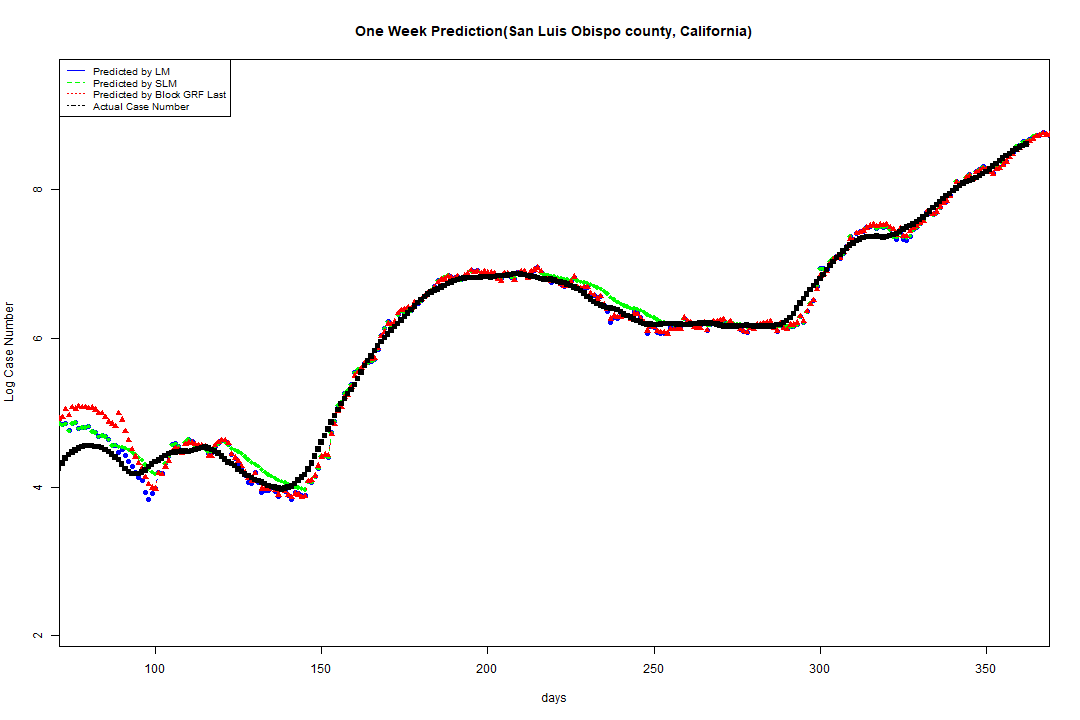 One Week Prediction(San Luis Obispo county, California)
Predicted by LM
Predicted by SLM
Predicted by Block GRF Last
Actual Case Number
8
6
4
2
Log Case Number
100 150 200 250 300 350
days